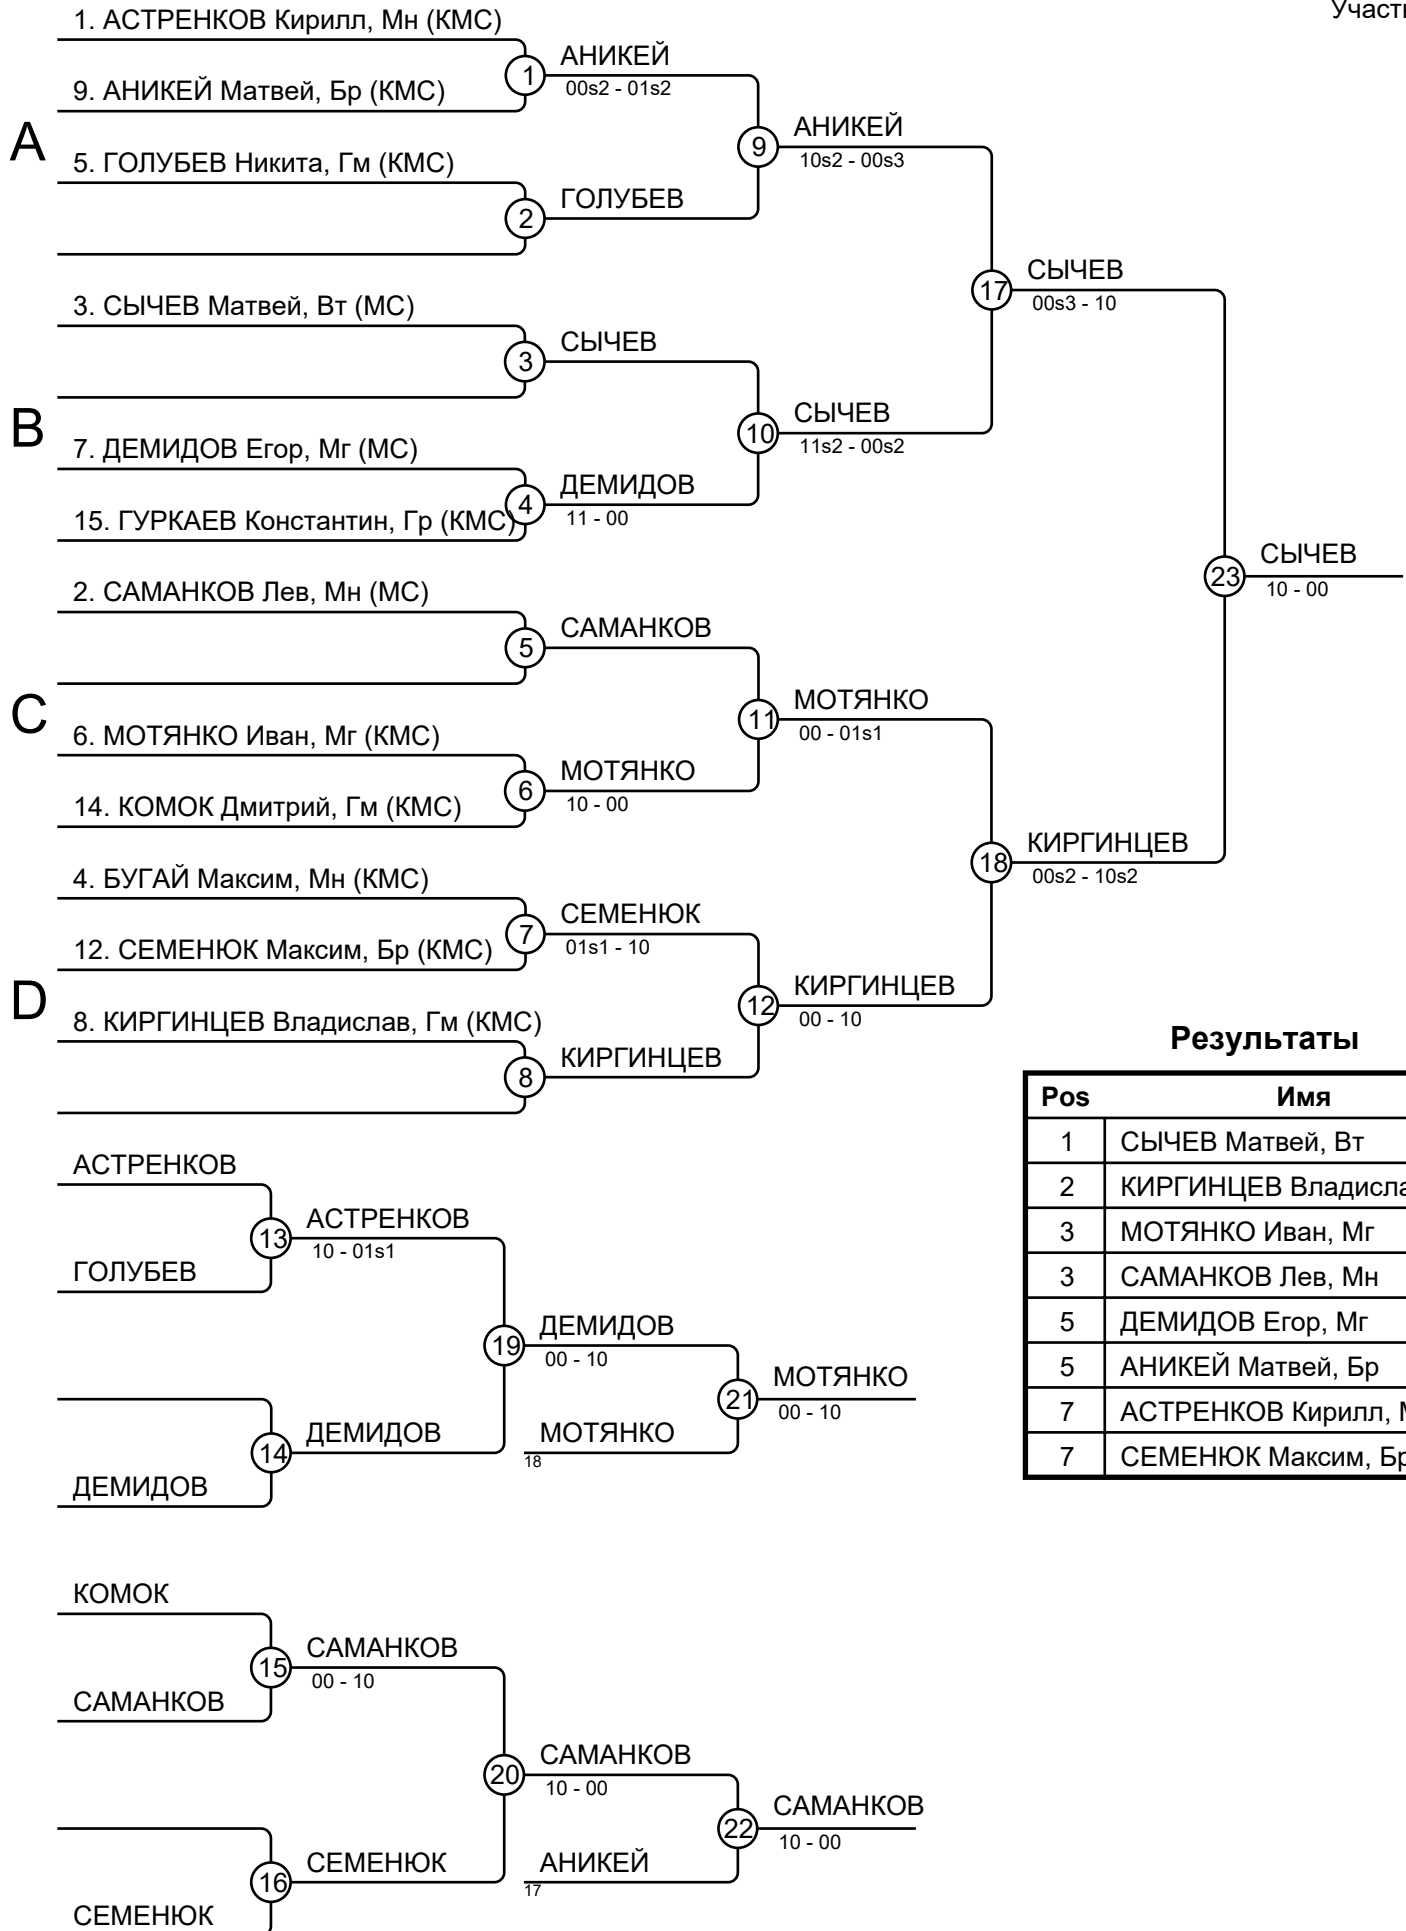 Участ
1. АСТРЕНКОВ Кирилл, Мн (КМС)
1
АНИКЕЙ
00s2 - 01s2
9. АНИКЕЙ Матвей, Бр (КМС)
A
9
АНИКЕЙ
10s2 - 00s3
5. ГОЛУБЕВ Никита, Гм (КМС)
2
ГОЛУБЕВ
17
СЫЧЕВ
00s3 - 10
3. СЫЧЕВ Матвей, Вт (МС)
3
СЫЧЕВ
B
10
СЫЧЕВ
11s2 - 00s2
7. ДЕМИДОВ Егор, Мг (МС)
4
ДЕМИДОВ
11 - 00
15. ГУРКАЕВ Константин, Гр (КМС)
23
СЫЧЕВ
10 - 00
2. САМАНКОВ Лев, Мн (МС)
5
САМАНКОВ
C
11
МОТЯНКО
00 - 01s1
6. МОТЯНКО Иван, Мг (КМС)
6
МОТЯНКО
10 - 00
14. КОМОК Дмитрий, Гм (КМС)
18
КИРГИНЦЕВ
00s2 - 10s2
4. БУГАЙ Максим, Мн (КМС)
7
СЕМЕНЮК
01s1 - 10
12. СЕМЕНЮК Максим, Бр (КМС)
D
12
КИРГИНЦЕВ
00 - 10
8. КИРГИНЦЕВ Владислав, Гм (КМС)
8
КИРГИНЦЕВ
Результаты
Pos Имя
1 СЫЧЕВ Матвей, Вт
2 КИРГИНЦЕВ Владисла
3 МОТЯНКО Иван, Мг
3 САМАНКОВ Лев, Мн
5 ДЕМИДОВ Егор, Мг
5 АНИКЕЙ Матвей, Бр
7 АСТРЕНКОВ Кирилл,
7 СЕМЕНЮК Максим, Бр
АСТРЕНКОВ
13
АСТРЕНКОВ
10 - 01s1
ГОЛУБЕВ
19
ДЕМИДОВ
00 - 10
21
МОТЯНКО
00 - 10
14
ДЕМИДОВ
МОТЯНКО
18
ДЕМИДОВ
КОМОК
15
САМАНКОВ
00 - 10
САМАНКОВ
20
САМАНКОВ
10 - 00
22
САМАНКОВ
10 - 00
16
СЕМЕНЮК
АНИКЕЙ
17
СЕМЕНЮК